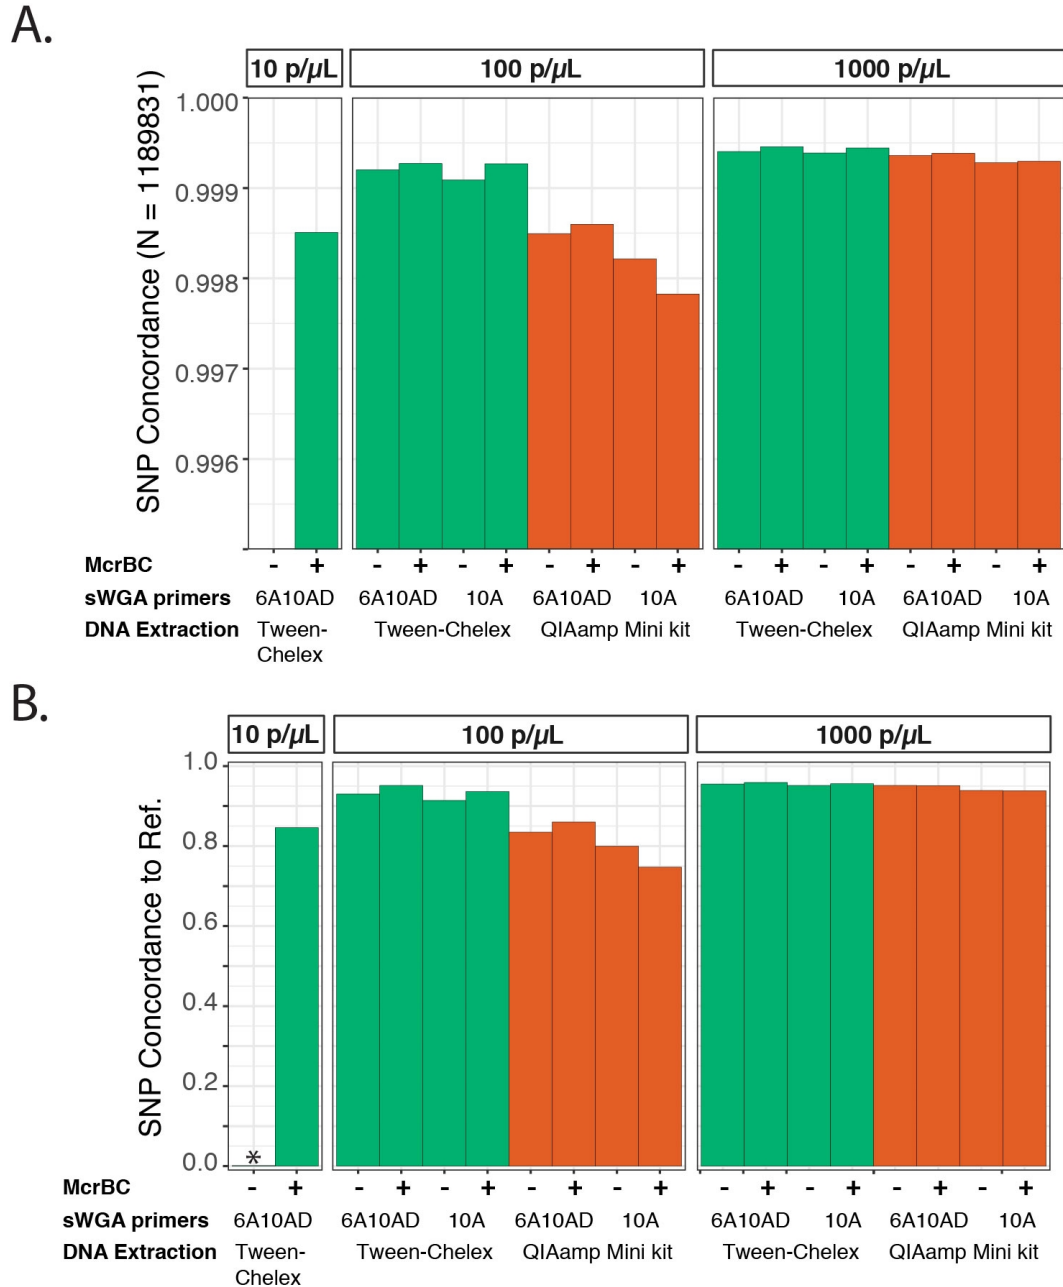 A.
10 p/µL 100 p/µL 1000 p/µL
SNP Concordance (N = 1189831)
1.000
0.999
0.998
0.997
0.996
McrBC - + - + - + - + - + - + - + - + - +
sWGA primers 6A10AD 6A10AD 10A 6A10AD 10A 6A10AD 10A 6A10AD 10A
DNA Extraction Tween- Tween-Chelex QIAamp Mini kit Tween-Chelex QIAamp Mini kit
Chelex
B.
10 p/µL 100 p/µL 1000 p/µL
SNP Concordance to Ref.
1.0
0.8
0.6
0.4
0.2
0.0
*
McrBC - + - + - + - + - + - + - + - + - +
sWGA primers 6A10AD 6A10AD 10A 6A10AD 10A 6A10AD 10A 6A10AD 10A
DNA Extraction Tween- Tween-Chelex QIAamp Mini kit Tween-Chelex QIAamp Mini kit
Chelex